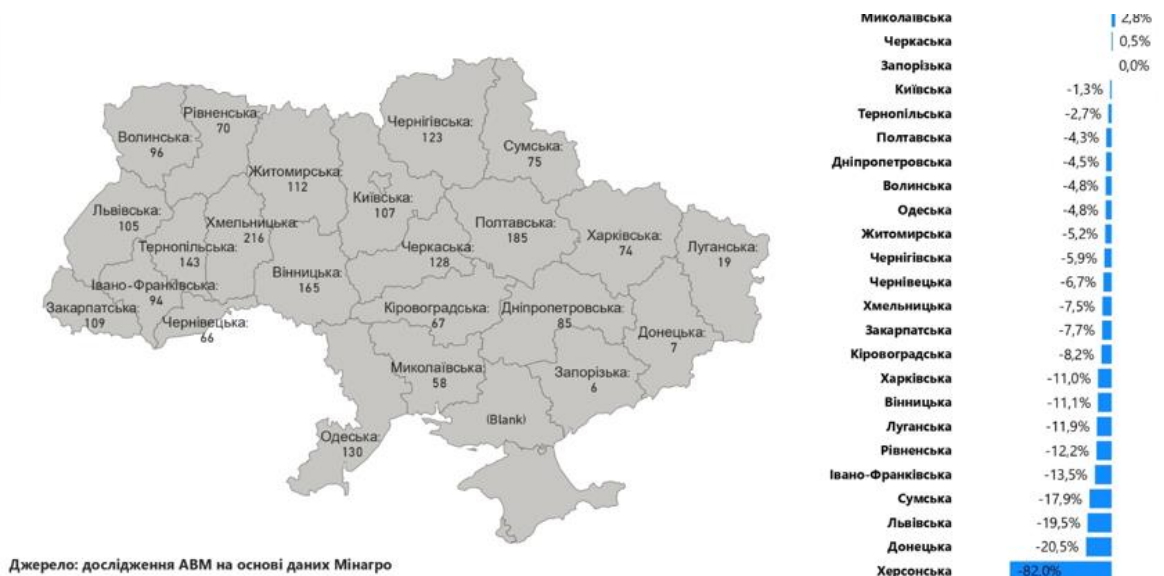 Рівненська:
70
Волинська:
96
Чернігівська:
123
Сумська:
75
Житомирська:
112
Київська:
107
Львівська:
105
Хмельницька:
216
Тернопільська:
143
Полтавська:
185
Черкаська:
128
Харківська:
74
Луганська:
19
Вінницька:
165
Івано-Франківська:
94
Закарпатська:
109
Чернівецька:
66
Кіровоградська:
67
Дніпропетровська:
85
Донецька:
7
Миколаївська:
58
Запорізька:
6
(Blank)
Одеська:
130
Джерело: дослідження АВМ на основі даних Мінагро
Миколаївська 2,8%
Черкаська 0,5%
Запорізька 0,0%
Київська -1,3%
Тернопільська -2,7%
Полтавська -4,3%
Дніпропетровська -4,5%
Волинська -4,8%
Одеська -4,8%
Житомирська -5,2%
Чернігівська -5,9%
Чернівецька -6,7%
Хмельницька -7,5%
Закарпатська -7,7%
Кіровоградська -8,2%
Харківська -11,0%
Вінницька -11,1%
Луганська -11,9%
Рівненська -12,2%
Івано-Франківська -13,5%
Сумська -17,9%
Львівська -19,5%
Донецька -20,5%
Херсонська -82,0%